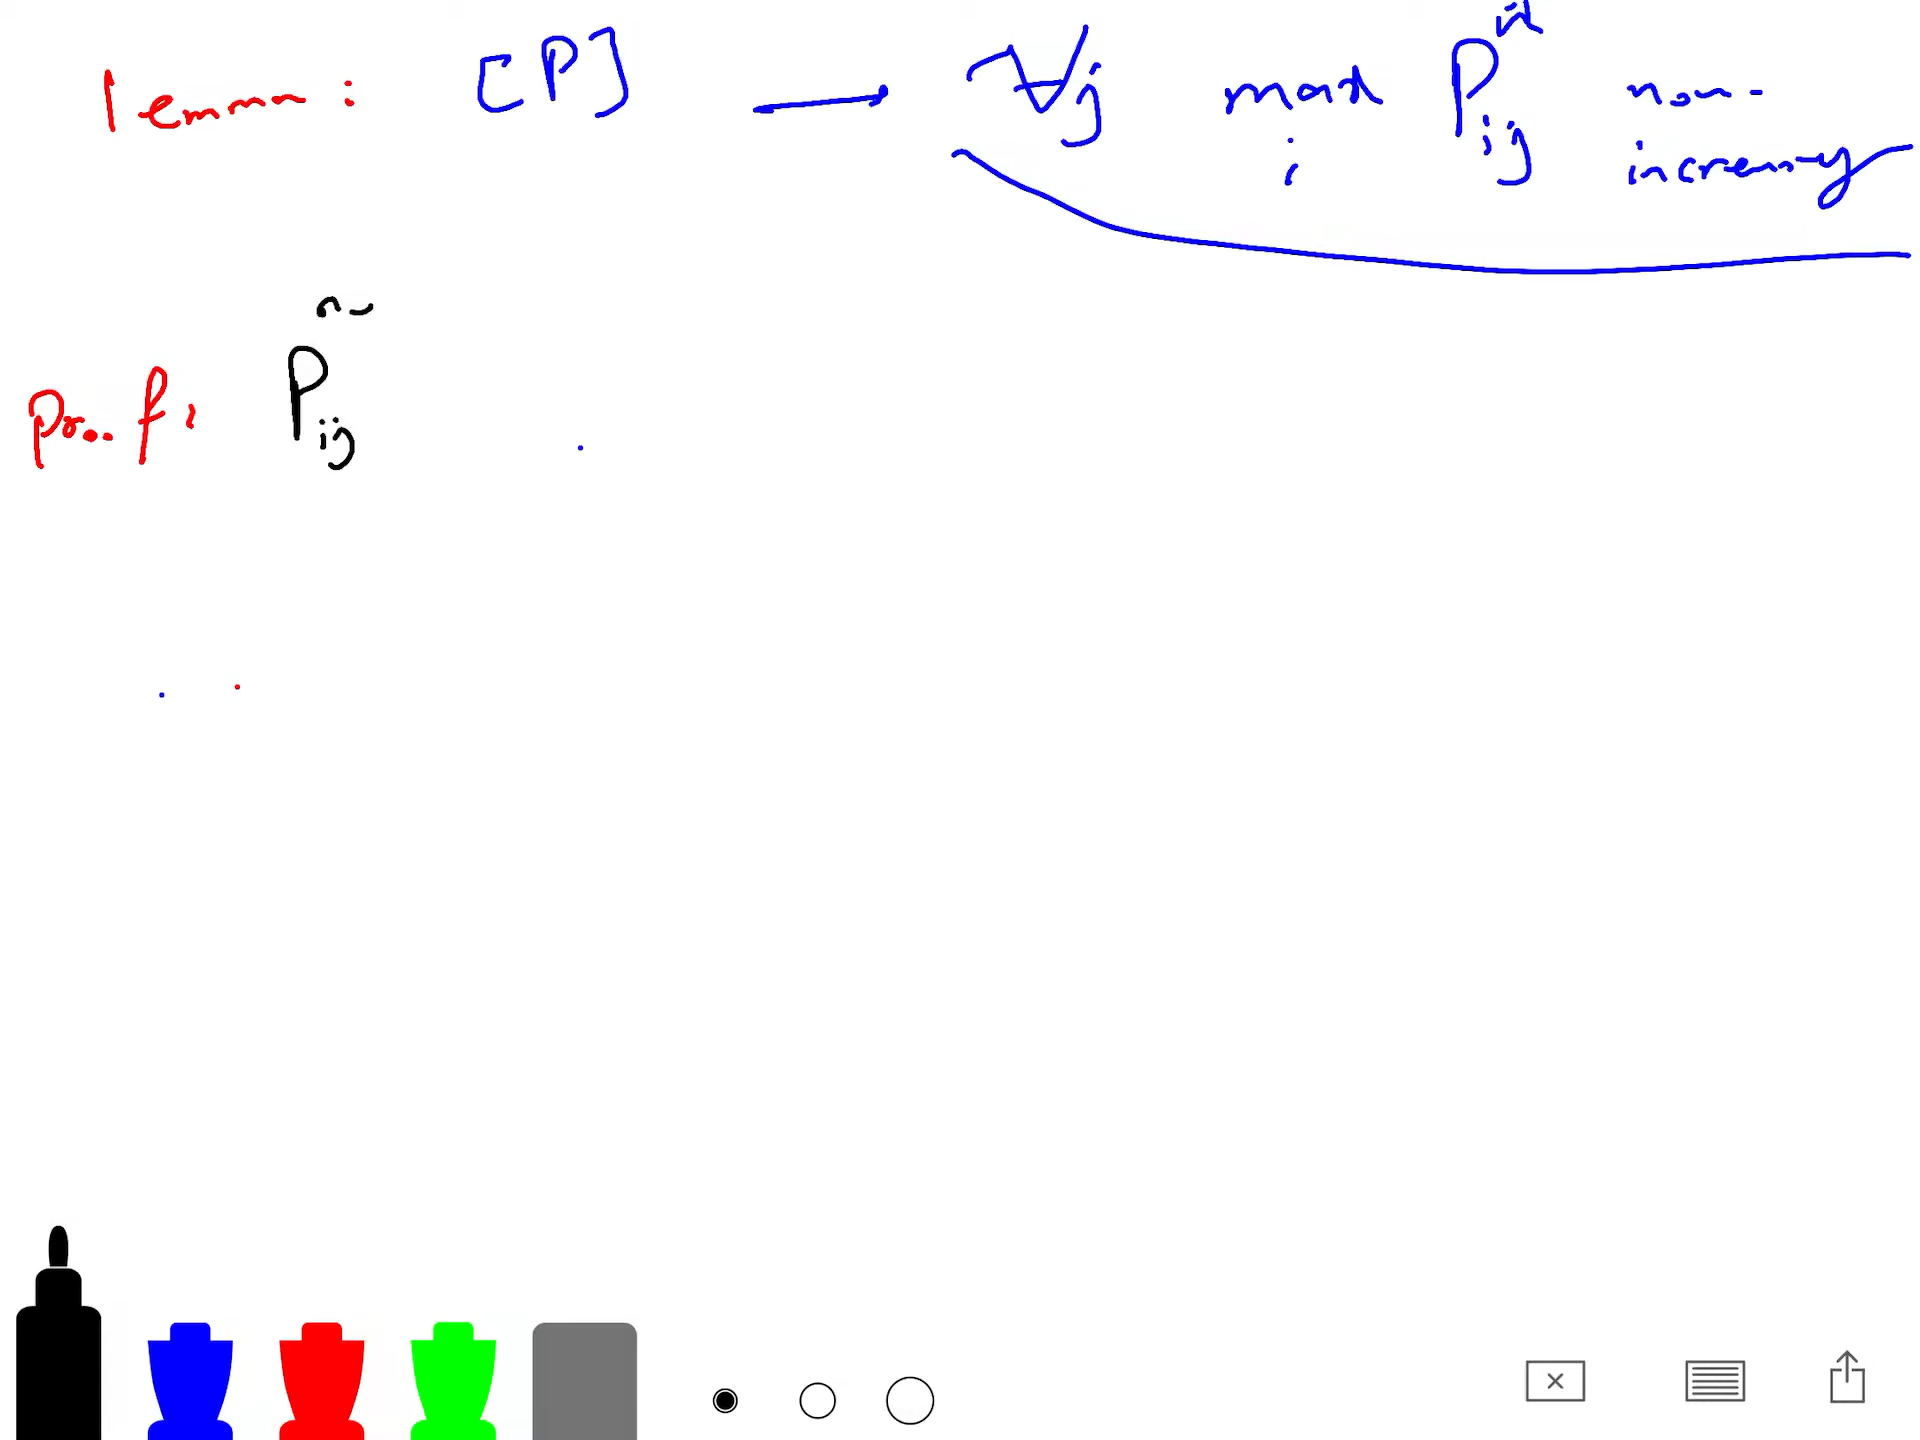 lemma: [P] → ∀j max_i P_ij^n non-increasing
proof: P_ij^n